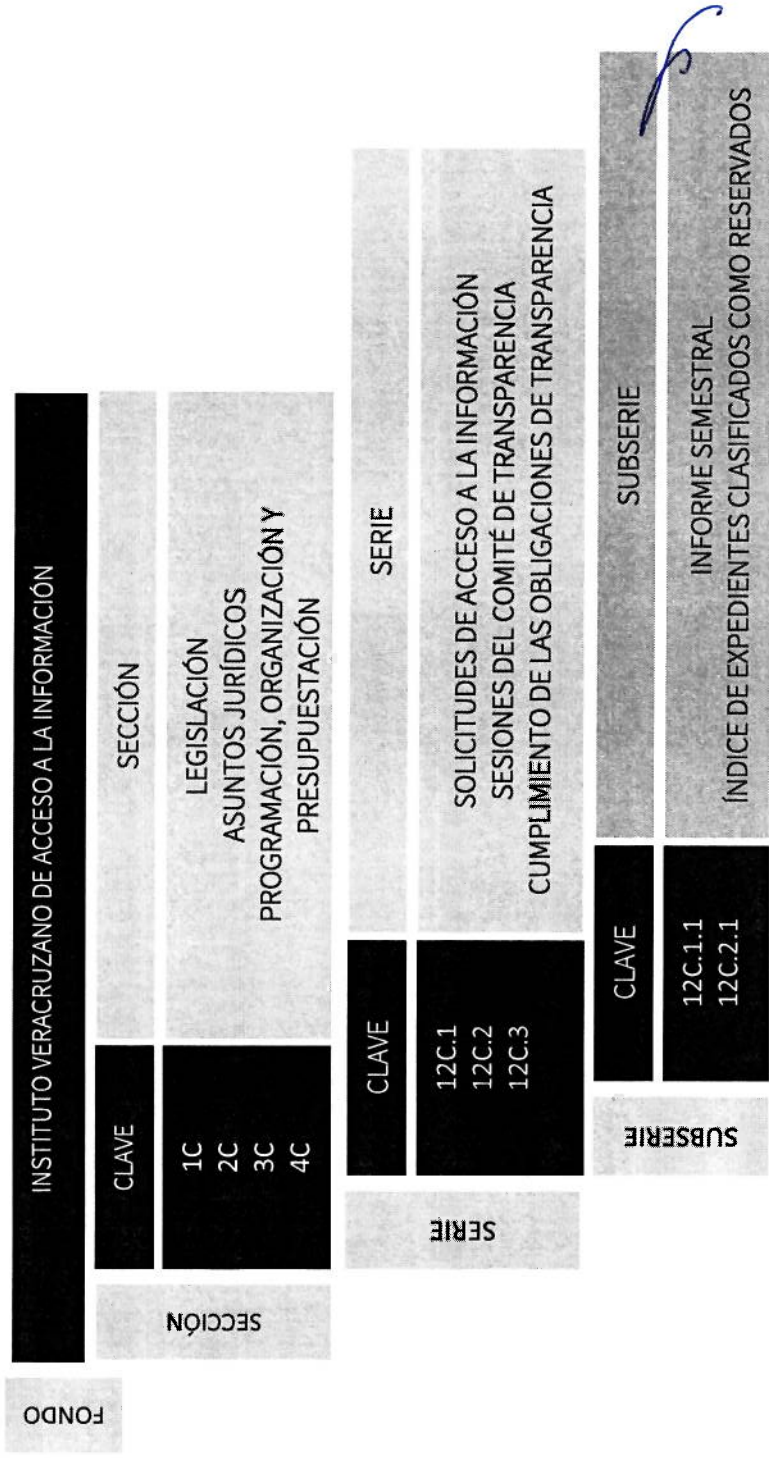 FONDO
INSTITUTO VERACRUZANO DE ACCESO A LA INFORMACIÓN
SECCIÓN
CLAVE
SECCIÓN
1C
2C
3C
4C
LEGISLACIÓN
ASUNTOS JURÍDICOS
PROGRAMACIÓN, ORGANIZACIÓN Y
PRESUPUESTACIÓN
SERIE
CLAVE
SERIE
12C.1
12C.2
12C.3
SOLICITUDES DE ACCESO A LA INFORMACIÓN
SESIONES DEL COMITÉ DE TRANSPARENCIA
CUMPLIMIENTO DE LAS OBLIGACIONES DE TRANSPARENCIA
SUBSERIE
CLAVE
SUBSERIE
12C.1.1
12C.2.1
INFORME SEMESTRAL
ÍNDICE DE EXPEDIENTES CLASIFICADOS COMO RESERVADOS